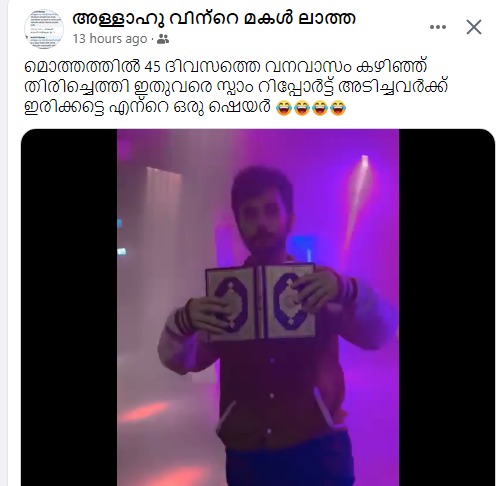 അള്ളാഹു വിന്റെ മകൾ ലാത്ത
13 hours ago ·
മൊത്തത്തിൽ 45 ദിവസത്തെ വനവാസം കഴിഞ്ഞ്
തിരിച്ചെത്തി ഇതുവരെ സ്ലാം റിപ്പോർട്ട് അടിച്ചവർക്ക്
ഇരിക്കട്ടെ എന്റെ ഒരു ഷെയർ 😂😂😂😂